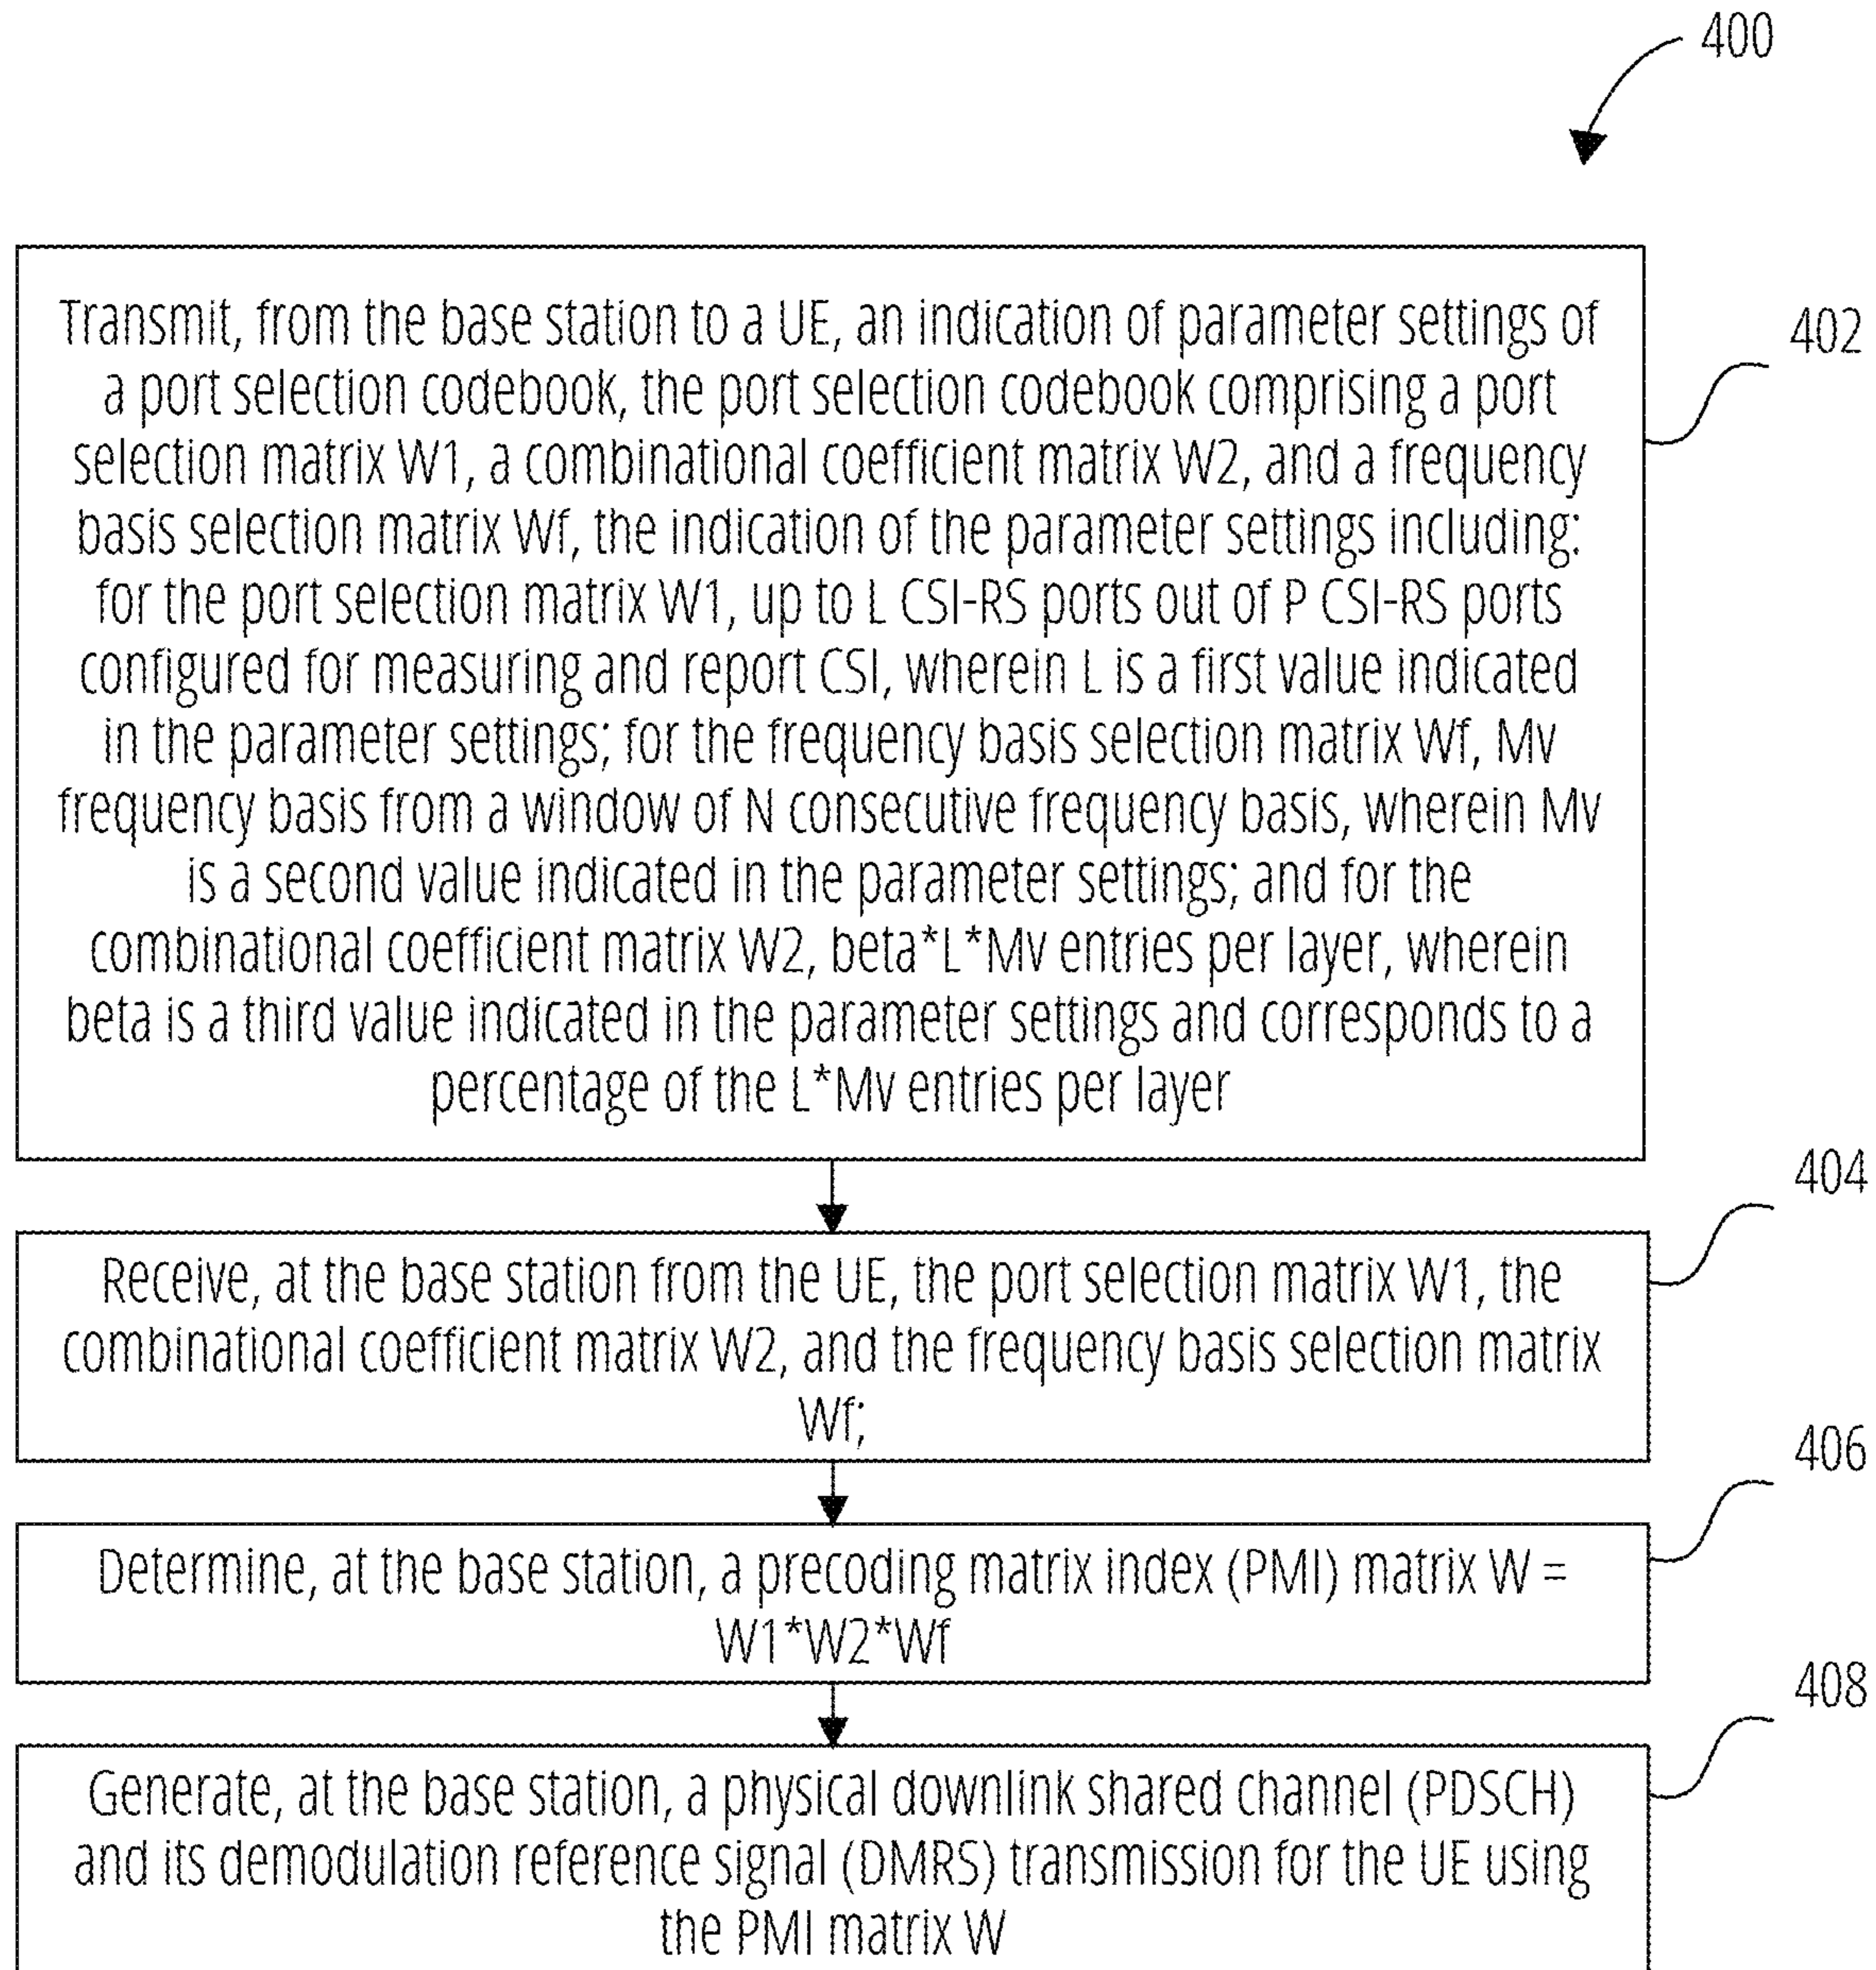 400
Transmit, from the base station to a UE, an indication of parameter settings of
a port selection codebook, the port selection codebook comprising a port
selection matrix W1, a combinational coefficient matrix W2, and a frequency
basis selection matrix Wf, the indication of the parameter settings including:
for the port selection matrix W1, up to L CSI-RS ports out of P CSI-RS ports
configured for measuring and report CSI, wherein L is a first value indicated
in the parameter settings; for the frequency basis selection matrix Wf, Mv
frequency basis from a window of N consecutive frequency basis, wherein Mv
is a second value indicated in the parameter settings; and for the
combinational coefficient matrix W2, beta*L*Mv entries per layer, wherein
beta is a third value indicated in the parameter settings and corresponds to a
percentage of the L*Mv entries per layer
402
Receive, at the base station from the UE, the port selection matrix W1, the
combinational coefficient matrix W2, and the frequency basis selection matrix
Wf;
404
Determine, at the base station, a precoding matrix index (PMI) matrix W =
W1*W2*Wf
406
Generate, at the base station, a physical downlink shared channel (PDSCH)
and its demodulation reference signal (DMRS) transmission for the UE using
the PMI matrix W
408